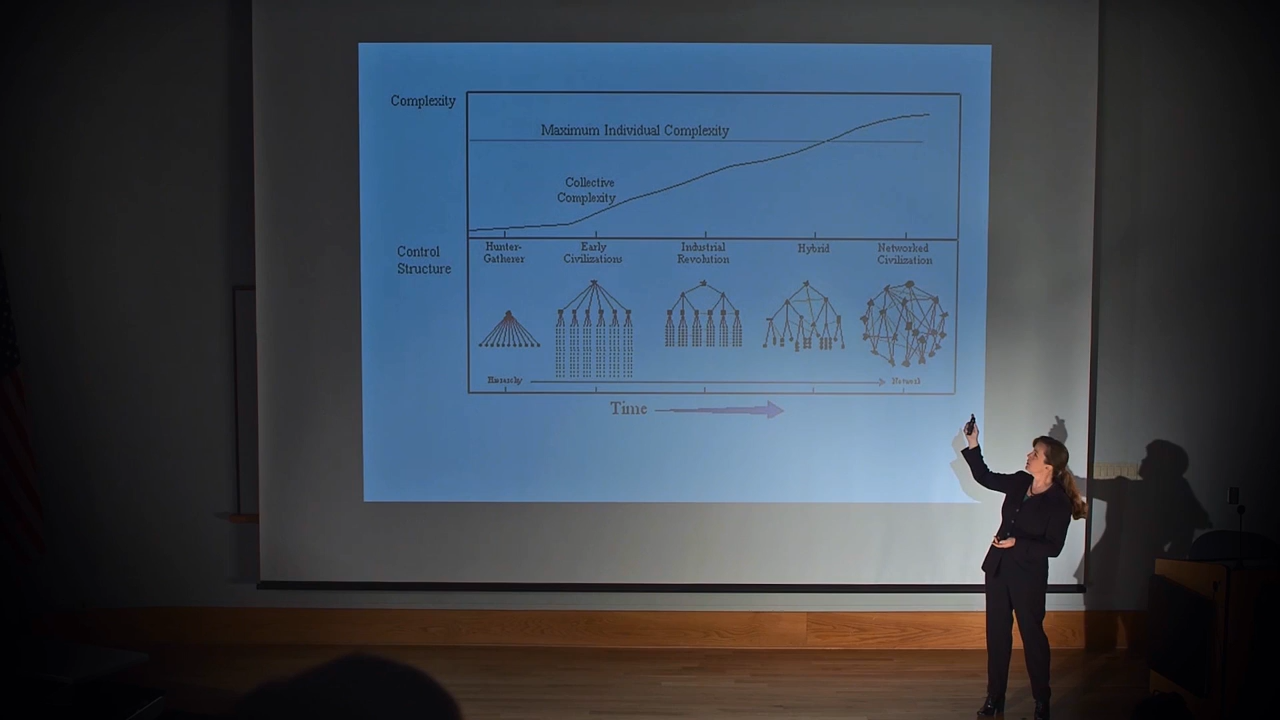 Complexity
Maximum Individual Complexity
Collective
Complexity
Control
Structure
Hunter-
Gatherer
Early
Civilizations
Industrial
Revolution
Hybrid
Networked
Civilization
Hierarchy
Network
Time